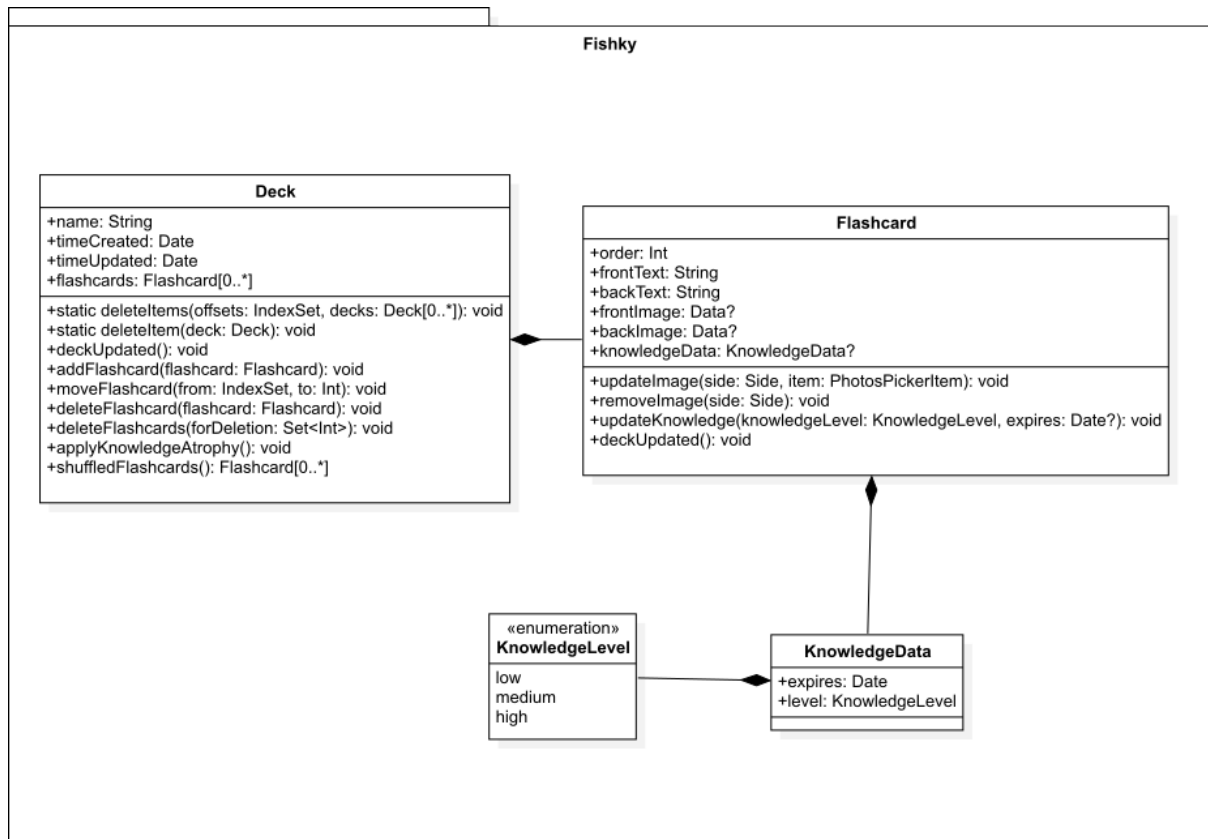 Fishky
Deck
+name: String
+timeCreated: Date
+timeUpdated: Date
+flashcards: Flashcard[0..*]
+static deleteItems(offsets: IndexSet, decks: Deck[0..*]): void
+static deleteItem(deck: Deck): void
+deckUpdated(): void
+addFlashcard(flashcard: Flashcard): void
+moveFlashcard(from: IndexSet, to: Int): void
+deleteFlashcard(flashcard: Flashcard): void
+deleteFlashcards(forDeletion: Set<Int>): void
+applyKnowledgeAtrophy(): void
+shuffledFlashcards(): Flashcard[0..*]
Flashcard
+order: Int
+frontText: String
+backText: String
+frontImage: Data?
+backImage: Data?
+knowledgeData: KnowledgeData?
+updateImage(side: Side, item: PhotosPickerItem): void
+removeImage(side: Side): void
+updateKnowledge(knowledgeLevel: KnowledgeLevel, expires: Date?): void
+deckUpdated(): void
«enumeration»
KnowledgeLevel
low
medium
high
KnowledgeData
+expires: Date
+level: KnowledgeLevel